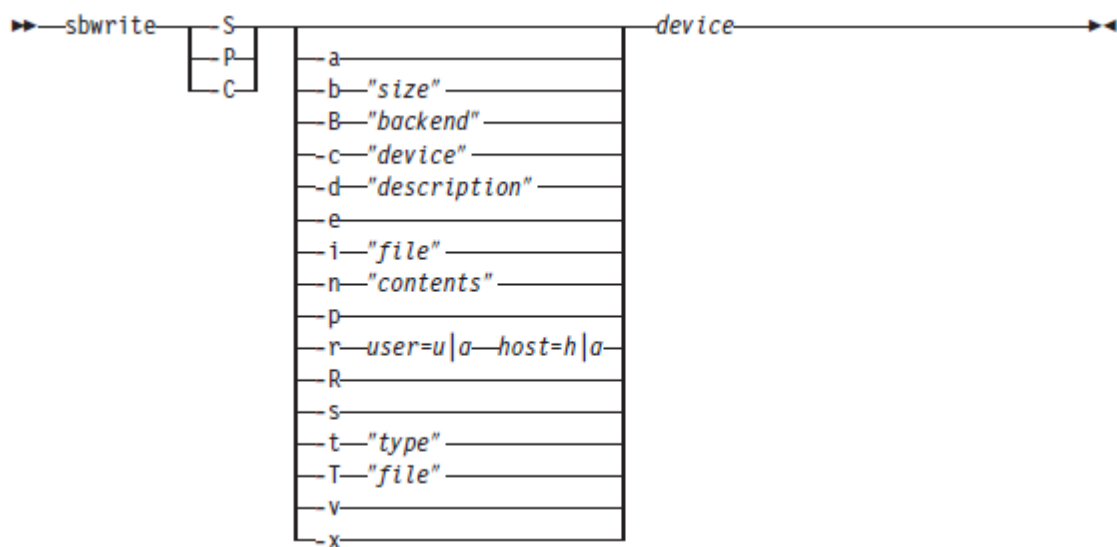 sbwrite -S device
-P -a
-C -b "size"
-B "backend"
-c "device"
-d "description"
-e
-i "file"
-n "contents"
-p
-r user=u|a host=h|a
-R
-s
-t "type"
-T "file"
-v
-x